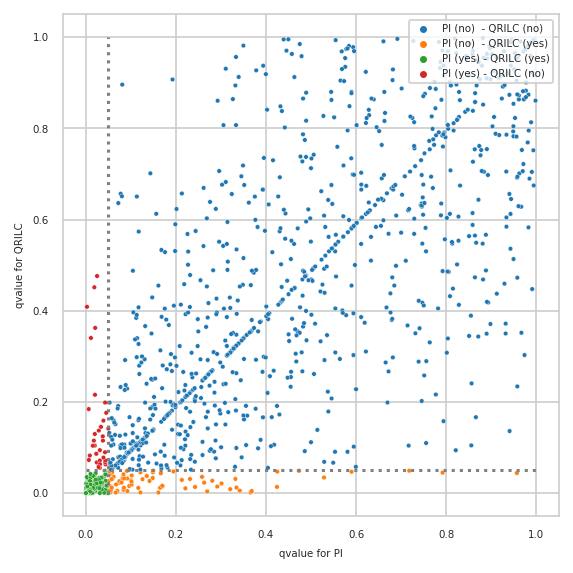 PI (no)  - QRILC (no)
PI (no)  - QRILC (yes)
PI (yes) - QRILC (yes)
PI (yes) - QRILC (no)
1.0
0.8
0.6
0.4
0.2
0.0
qvalue for QRILC
0.0 0.2 0.4 0.6 0.8 1.0
qvalue for PI